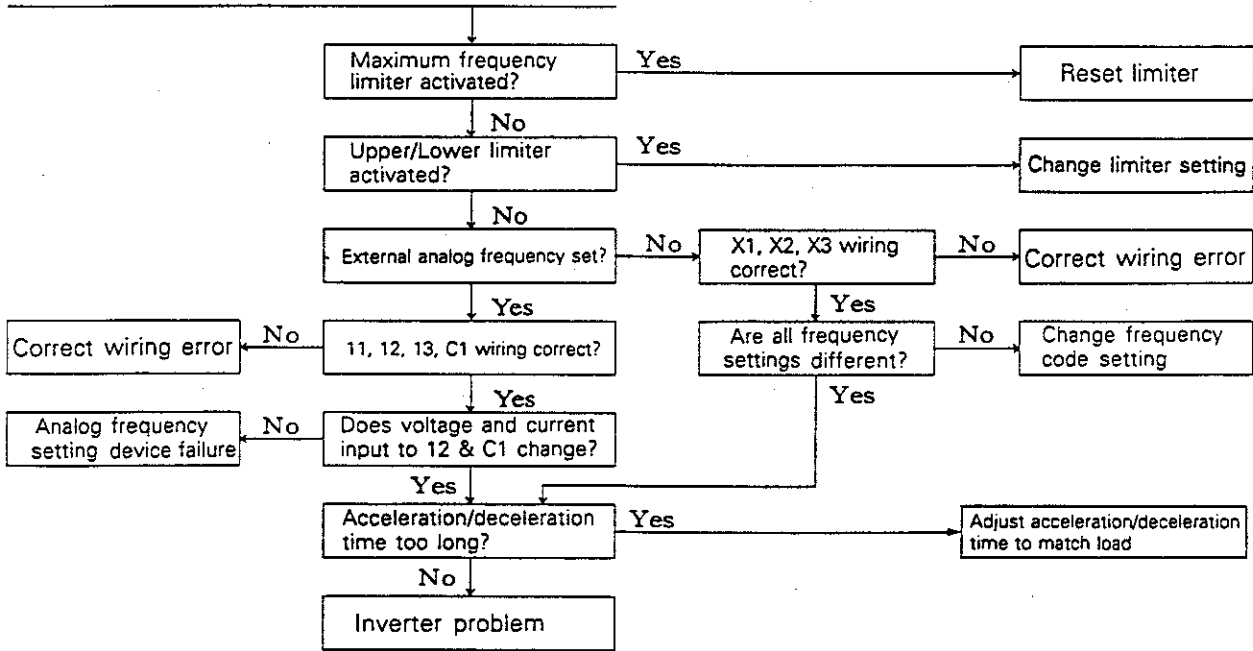 Maximum frequency
limiter activated?
Yes
Reset limiter
No
Upper/Lower limiter
activated?
Yes
Change limiter setting
No
External analog frequency set?
No
X1, X2, X3 wiring
correct?
No
Correct wiring error
Yes
Yes
Correct wiring error
No
11, 12, 13, C1 wiring correct?
Are all frequency
settings different?
No
Change frequency
code setting
Yes
Yes
Analog frequency
setting device failure
No
Does voltage and current
input to 12 & C1 change?
Yes
Acceleration/deceleration
time too long?
Yes
Adjust acceleration/deceleration
time to match load
No
Inverter problem